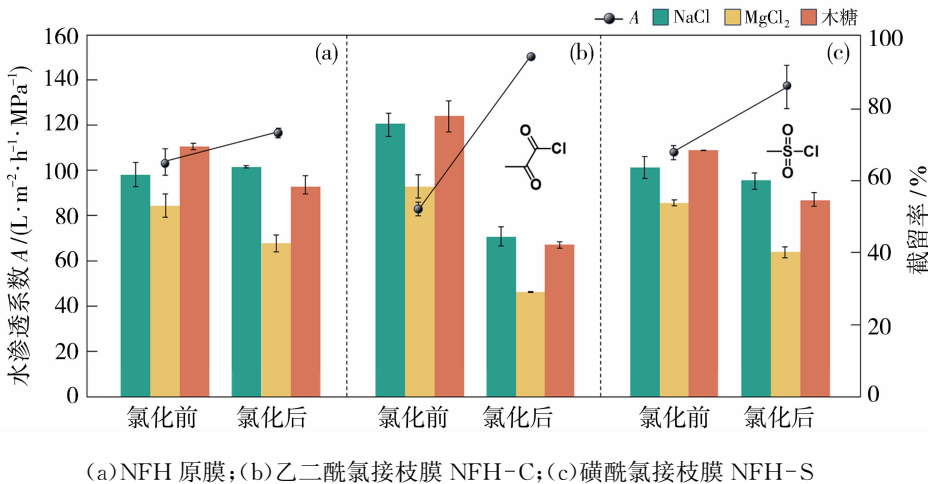 A NaCl MgCl₂ 木糖
(a) (b) (c)
水渗透系数 A/(L·m⁻²·h⁻¹·MPa⁻¹)
160
140
120
100
80
60
40
20
0
O
Cl
O
O
S Cl
O
100
80
60
40
20
0
截留率/%
氯化前 氯化后 氯化前 氯化后 氯化前 氯化后
(a)NFH 原膜;(b)乙二酰氯接枝膜 NFH-C;(c)磺酰氯接枝膜 NFH-S